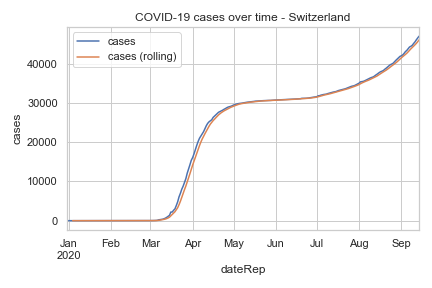 COVID-19 cases over time - Switzerland
cases
cases (rolling)
40000
30000
20000
10000
0
cases
Jan Feb Mar Apr May Jun Jul Aug Sep
2020
dateRep